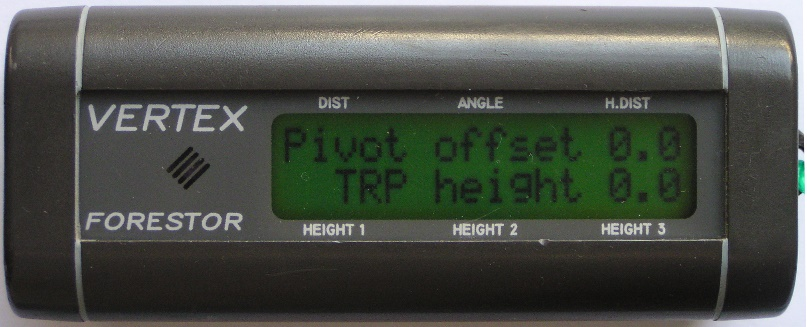 VERTEX
FORESTOR
DIST ANGLE H.DIST
Pivot offset 0.0
TRP height 0.0
HEIGHT 1 HEIGHT 2 HEIGHT 3